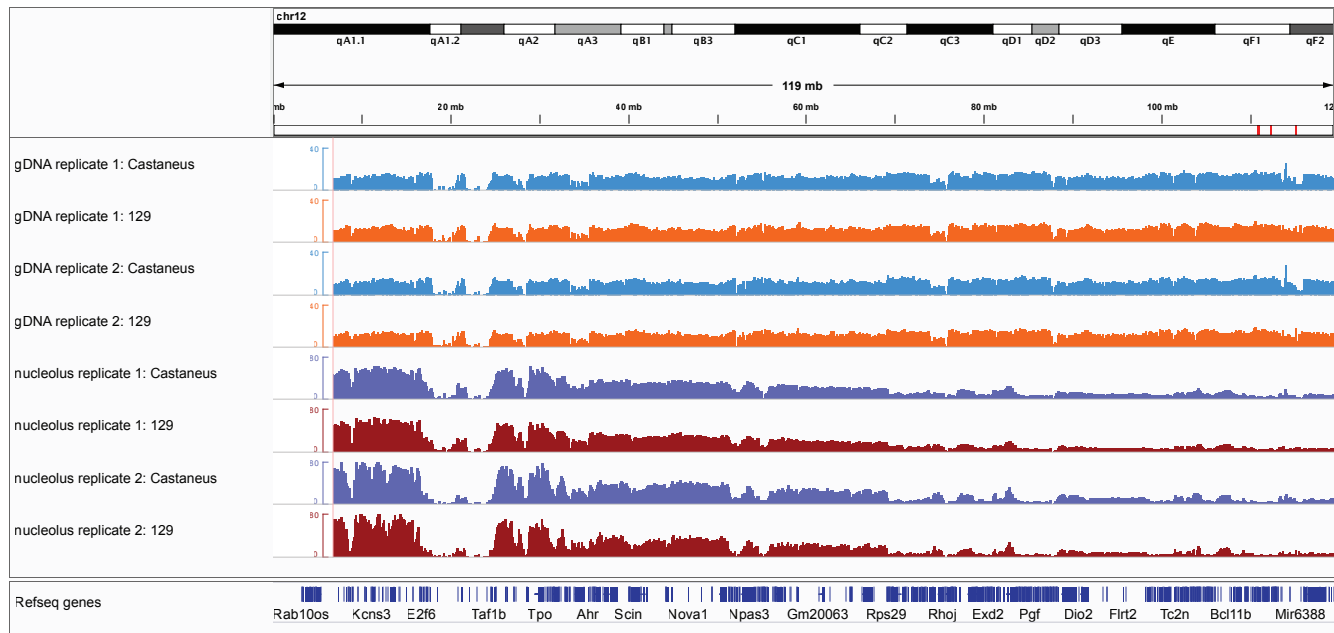 chr12
qA1.1 qA1.2 qA2 qA3 qB1 qB3 qC1 qC2 qC3 qD1 qD2 qD3 qE qF1 qF2
119 mb
mb 20 mb 40 mb 60 mb 80 mb 100 mb 12
gDNA replicate 1: Castaneus
40
0
gDNA replicate 1: 129
40
0
gDNA replicate 2: Castaneus
40
0
gDNA replicate 2: 129
40
0
nucleolus replicate 1: Castaneus
80
0
nucleolus replicate 1: 129
80
0
nucleolus replicate 2: Castaneus
80
0
nucleolus replicate 2: 129
80
0
Refseq genes
Rab10os Kcns3 E2f6 Taf1b Tpo Ahr Scin Nova1 Npas3 Gm20063 Rps29 Rhoj Exd2 Pgf Dio2 Flrt2 Tc2n Bcl11b Mir6388